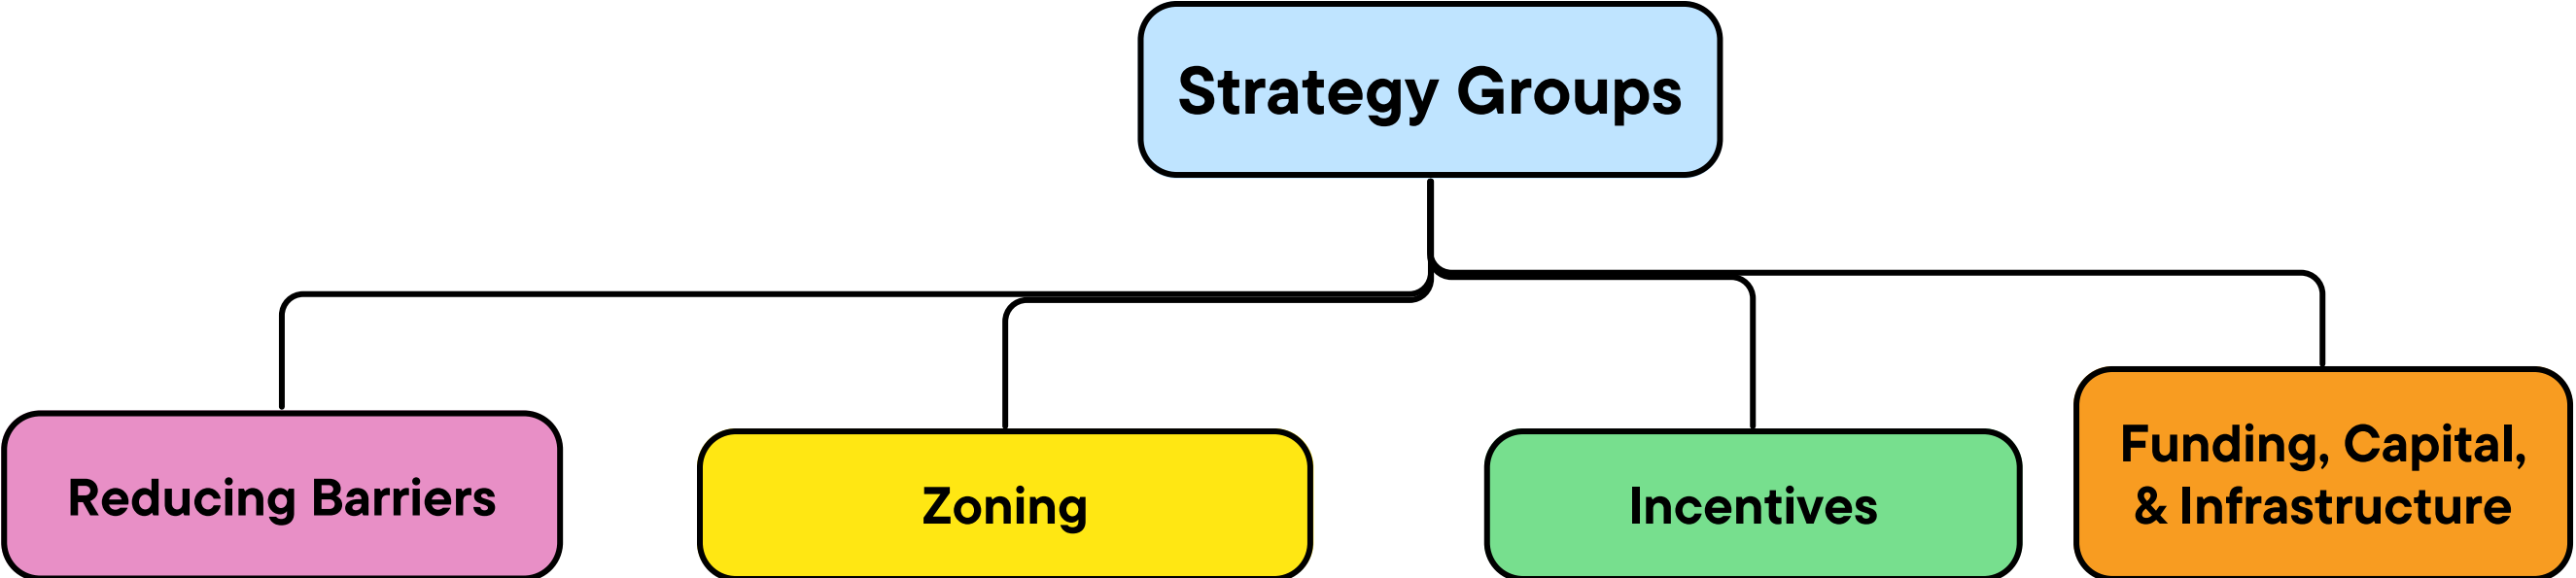 Strategy Groups
Reducing Barriers
Zoning
Incentives
Funding, Capital,
& Infrastructure